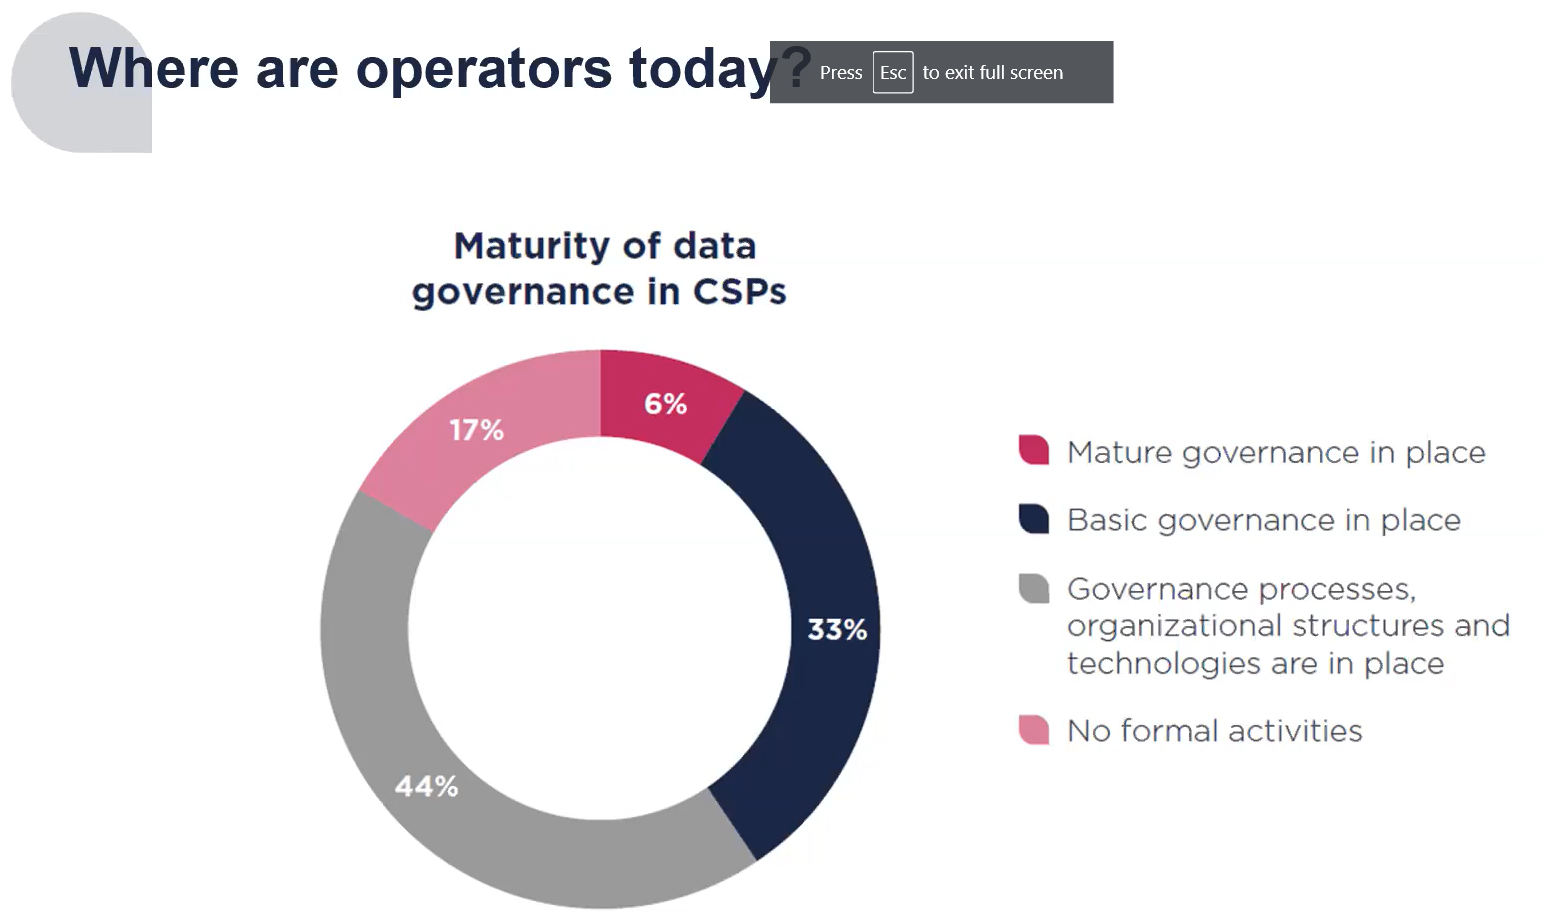 Where are operators today?
Press Esc to exit full screen
Maturity of data
governance in CSPs
6%
17%
33%
44%
Mature governance in place
Basic governance in place
Governance processes,
organizational structures and
technologies are in place
No formal activities